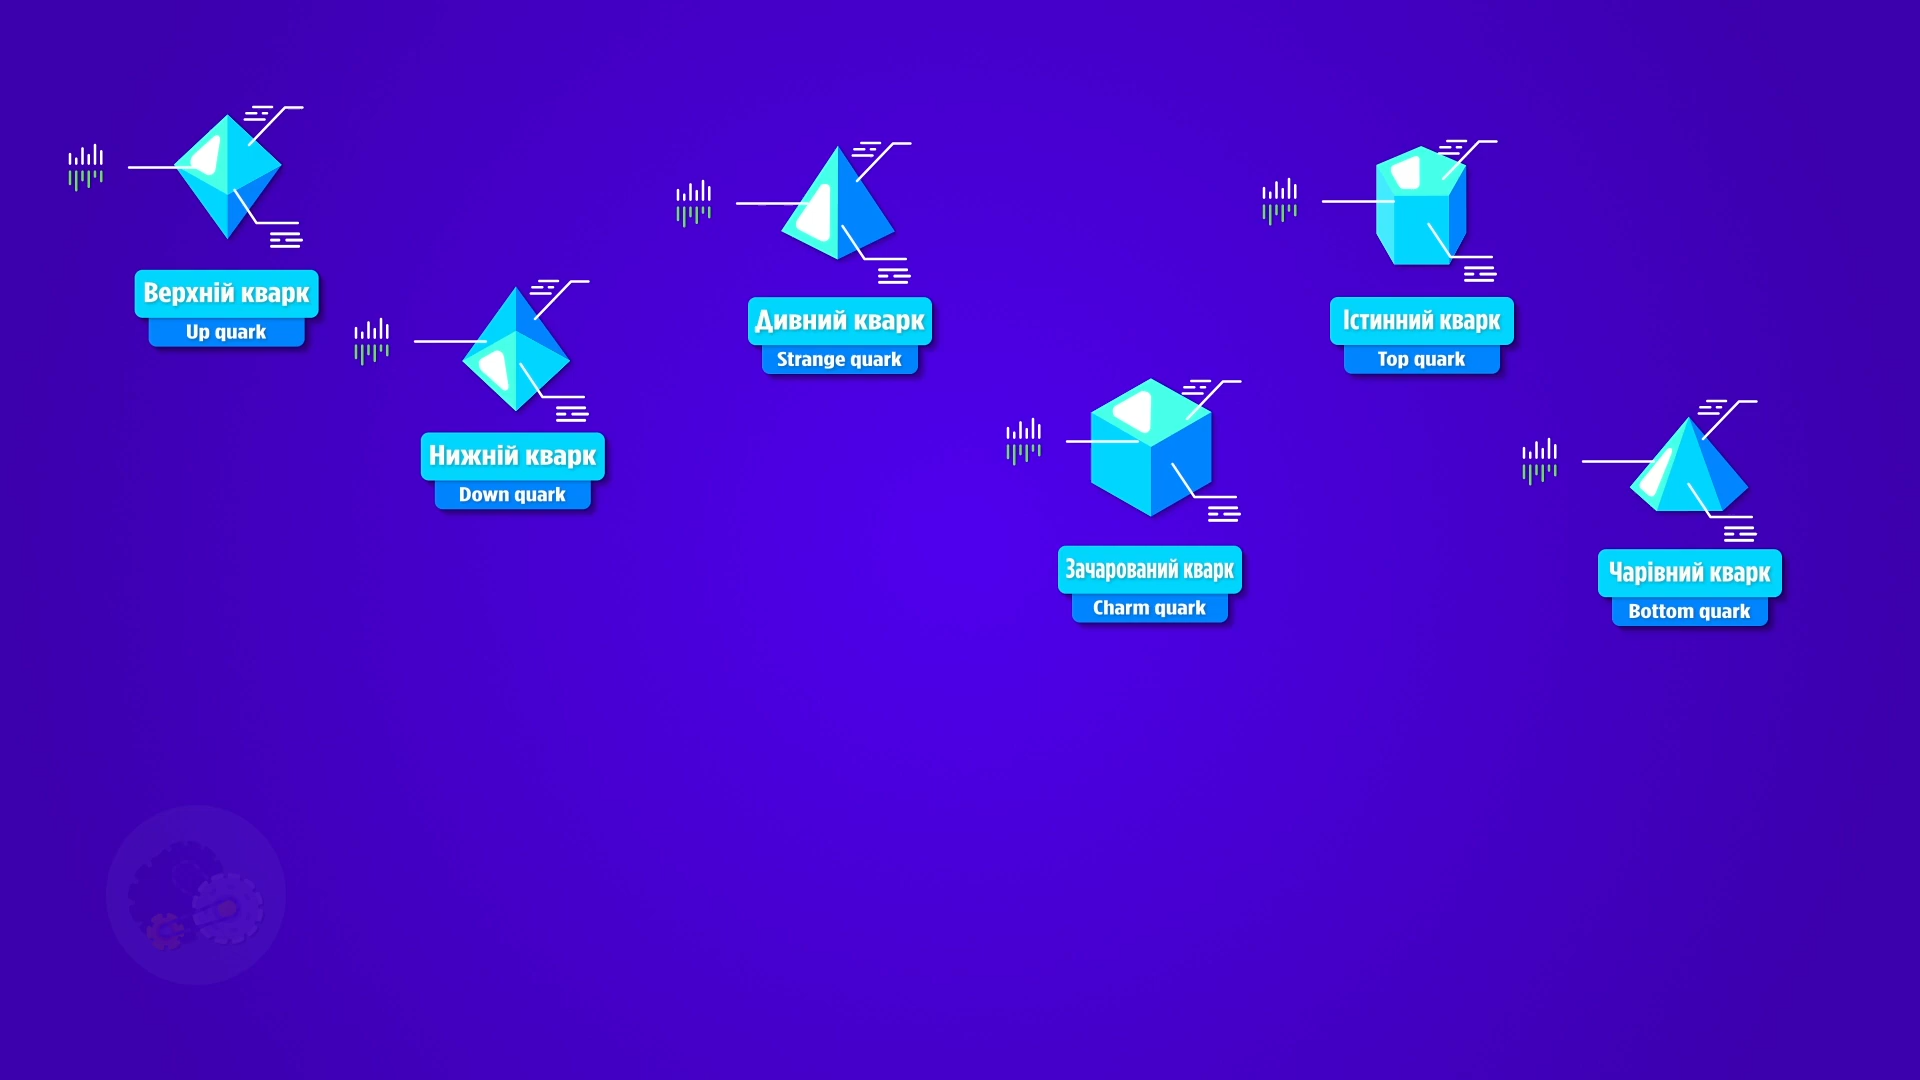 Верхній кварк
Up quark
Нижній кварк
Down quark
Дивний кварк
Strange quark
Зачарований кварк
Charm quark
Істинний кварк
Top quark
Чарівний кварк
Bottom quark